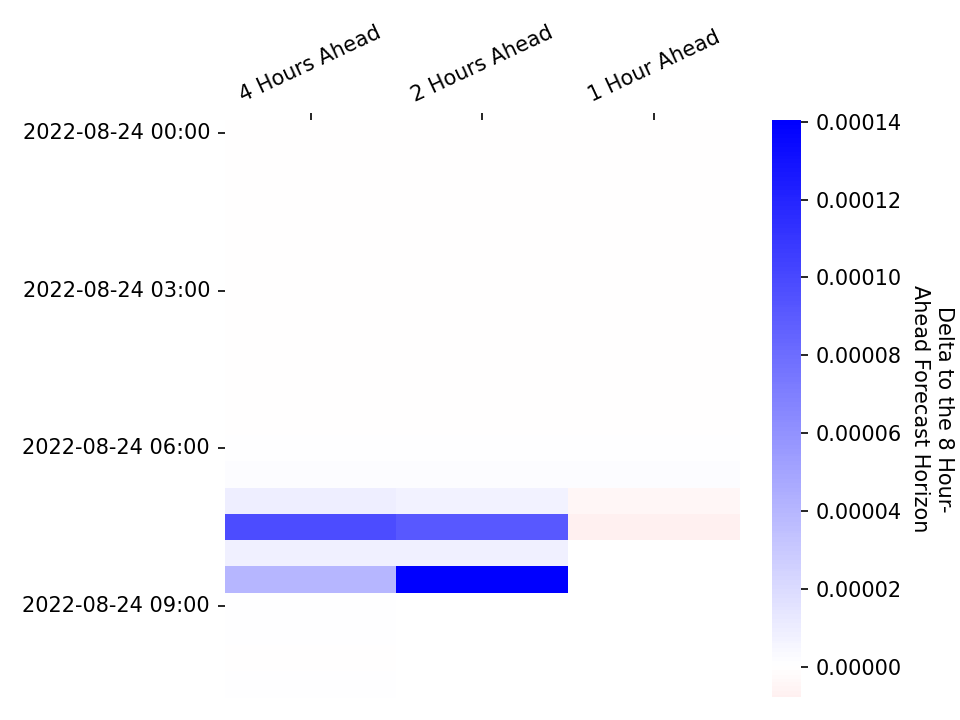 4 Hours Ahead
2 Hours Ahead
1 Hour Ahead
2022-08-24 00:00
2022-08-24 03:00
2022-08-24 06:00
2022-08-24 09:00
0.00014
0.00012
0.00010
0.00008
0.00006
0.00004
0.00002
0.00000
Delta to the 8 Hour-
Ahead Forecast Horizon